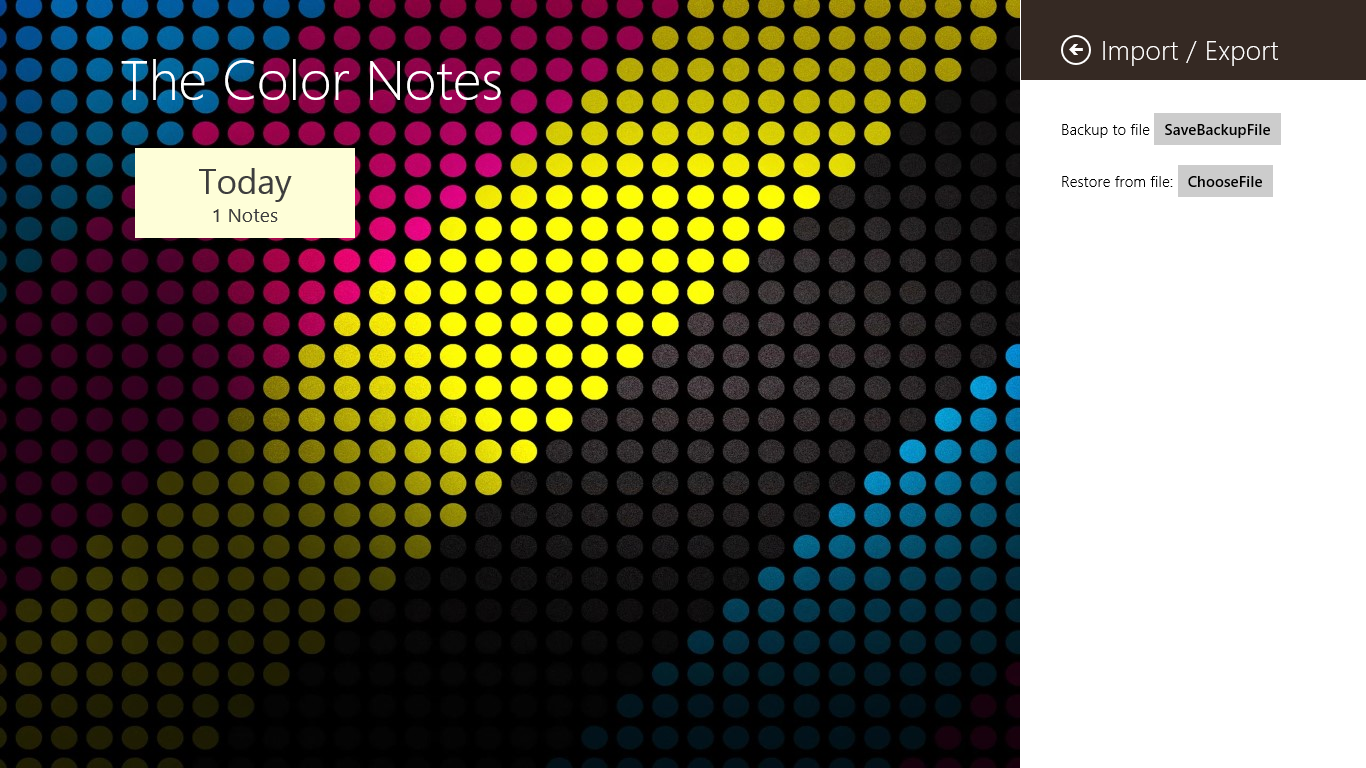 The Color Notes
Today
1 Notes
Import / Export
Backup to file SaveBackupFile
Restore from file: ChooseFile